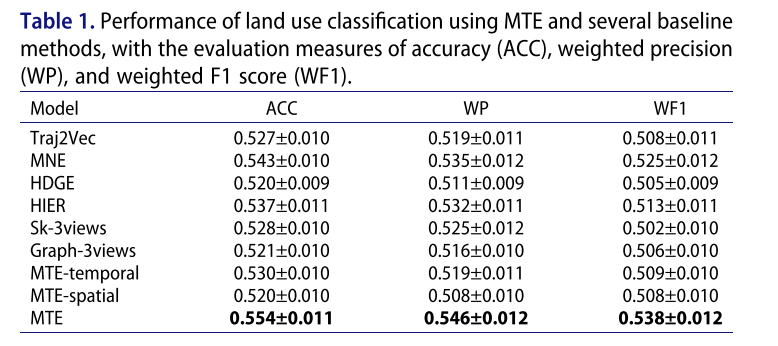 Table 1. Performance of land use classification using MTE and several baseline
methods, with the evaluation measures of accuracy (ACC), weighted precision
(WP), and weighted F1 score (WF1).
Model ACC WP WF1
Traj2Vec 0.527±0.010 0.519±0.011 0.508±0.011
MNE 0.543±0.010 0.535±0.012 0.525±0.012
HDGE 0.520±0.009 0.511±0.009 0.505±0.009
HIER 0.537±0.011 0.532±0.011 0.513±0.011
Sk-3views 0.528±0.010 0.525±0.012 0.502±0.010
Graph-3views 0.521±0.010 0.516±0.010 0.506±0.010
MTE-temporal 0.530±0.010 0.519±0.011 0.509±0.010
MTE-spatial 0.520±0.010 0.508±0.010 0.508±0.010
MTE 0.554±0.011 0.546±0.012 0.538±0.012